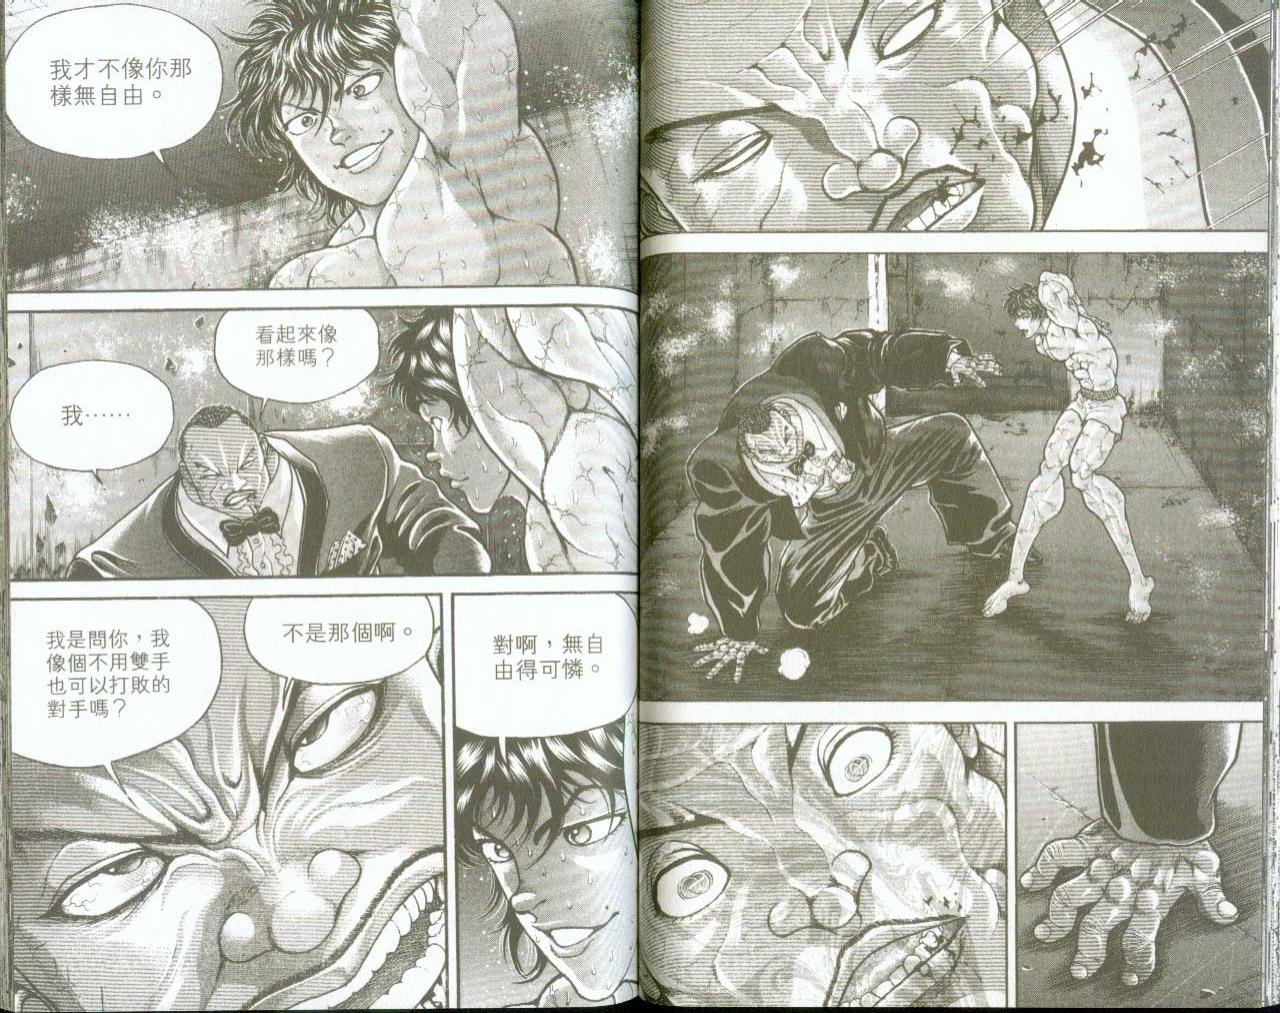 我才不像你那
樣無自由。
看起來像
那樣嗎？
我……
對啊，無自
由得可憐。
不是那個啊。
我是問你，我
像個不用雙手
也可以打敗的
對手嗎？